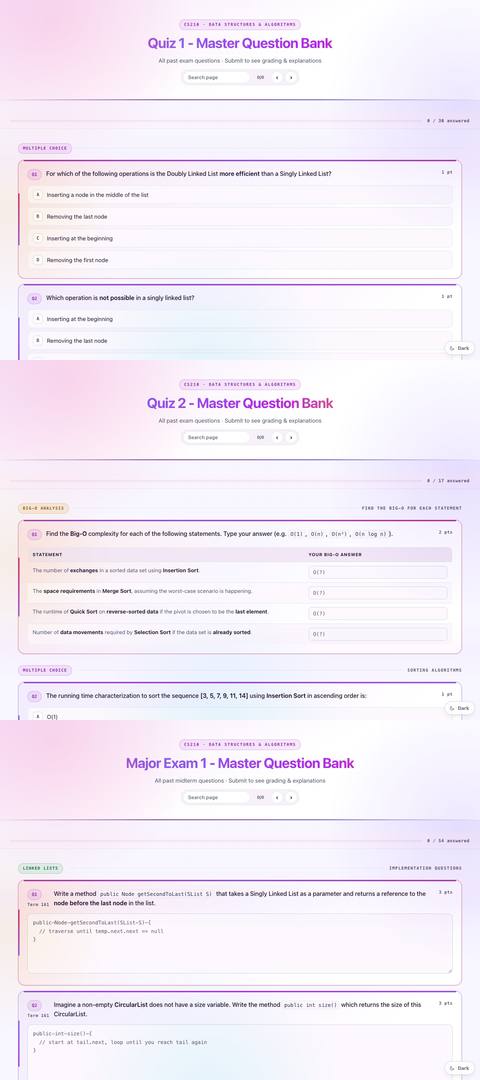 CS210 · DATA STRUCTURES & ALGORITHMS
Quiz 1 - Master Question Bank
All past exam questions · Submit to see grading & explanations
Search page 0/0 ‹ ›
0 / 30 answered
MULTIPLE CHOICE
Q1 For which of the following operations is the Doubly Linked List more efficient than a Singly Linked List? 1 pt
A Inserting a node in the middle of the list
B Removing the last node
C Inserting at the beginning
D Removing the first node
Q2 Which operation is not possible in a singly linked list? 1 pt
A Inserting at the beginning
B Removing the last node
Dark
CS210 · DATA STRUCTURES & ALGORITHMS
Quiz 2 - Master Question Bank
All past exam questions · Submit to see grading & explanations
Search page 0/0 ‹ ›
0 / 17 answered
BIG-O ANALYSIS FIND THE BIG-O FOR EACH STATEMENT
Q1 Find the Big-O complexity for each of the following statements. Type your answer (e.g. O(1), O(n), O(n²), O(n log n)). 2 pts
STATEMENT YOUR BIG-O ANSWER
The number of exchanges in a sorted data set using Insertion Sort. O(?)
The space requirements in Merge Sort, assuming the worst-case scenario is happening. O(?)
The runtime of Quick Sort on reverse-sorted data if the pivot is chosen to be the last element. O(?)
Number of data movements required by Selection Sort if the data set is already sorted. O(?)
MULTIPLE CHOICE SORTING ALGORITHMS
Q2 The running time characterization to sort the sequence [3, 5, 7, 9, 11, 14] using Insertion Sort in ascending order is: 1 pt
A O(1)
Dark
CS210 · DATA STRUCTURES & ALGORITHMS
Major Exam 1 - Master Question Bank
All past midterm questions · Submit to see grading & explanations
Search page 0/0 ‹ ›
0 / 54 answered
LINKED LISTS IMPLEMENTATION QUESTIONS
Q1 Write a method public Node getSecondToLast(SList S) that takes a Singly Linked List as a parameter and returns a reference to the 3 pts
Term 161 node before the last node in the list.
public·Node·getSecondToLast(SList·S)·{
// traverse until temp.next.next == null
}
Q2 Imagine a non-empty CircularList does not have a size variable. Write the method public int size() which returns the size of this 3 pts
Term 161 CircularList.
public·int·size()·{
// start at tail.next, loop until you reach tail again
}
Dark